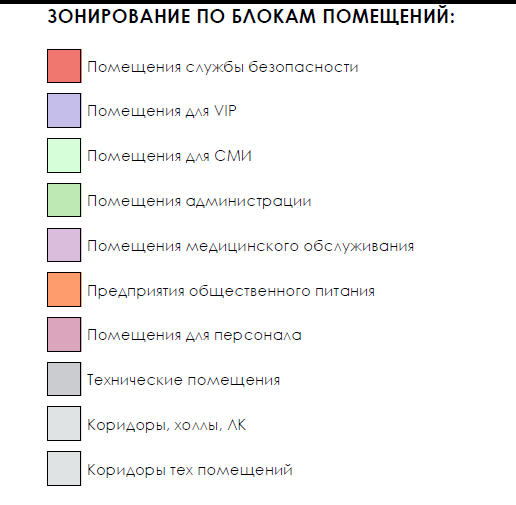 ЗОНИРОВАНИЕ ПО БЛОКАМ ПОМЕЩЕНИЙ:
Помещения службы безопасности
Помещения для VIP
Помещения для СМИ
Помещения администрации
Помещения медицинского обслуживания
Предприятия общественного питания
Помещения для персонала
Технические помещения
Коридоры, холлы, ЛК
Коридоры тех помещений